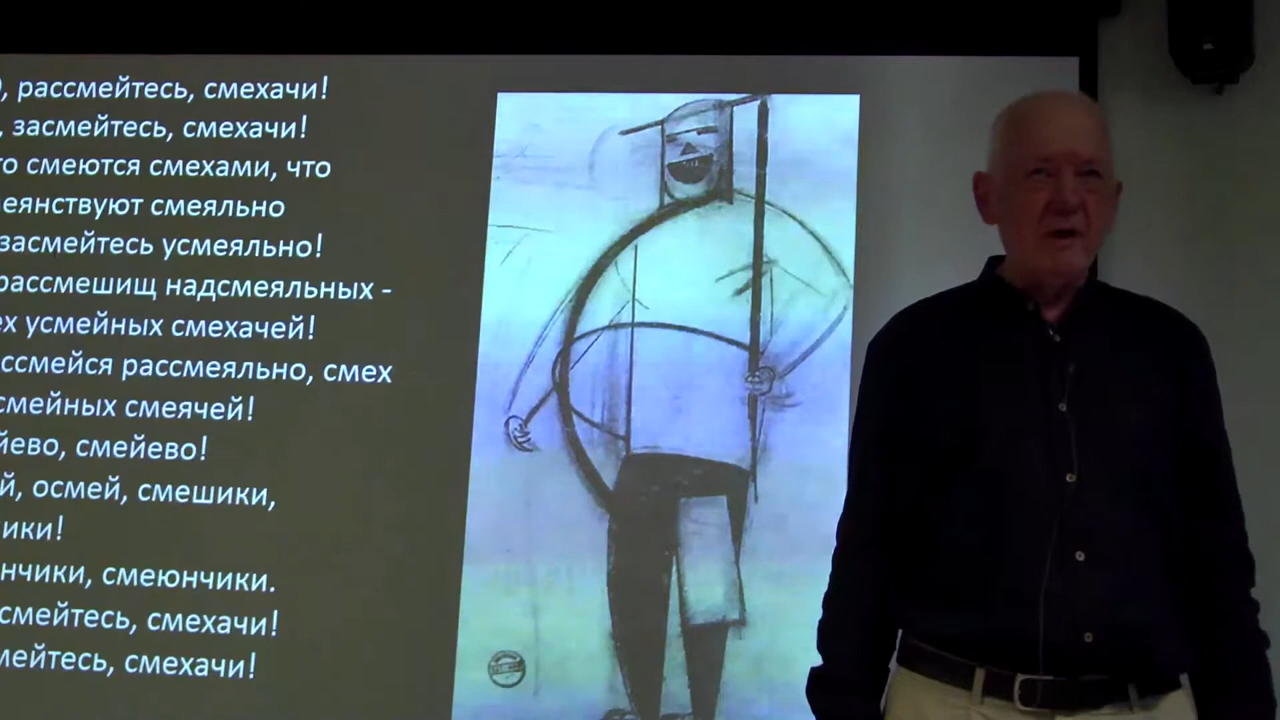 , рассмейтесь, смехачи!
, засмейтесь, смехачи!
то смеются смехами, что
еянствуют смеяльно
засмейтесь усмеяльно!
рассмешищ надсмеяльных -
ех усмейных смехачей!
ссмейся рассмеяльно, смех
смейных смеячей!
йево, смейево!
й, осмей, смешики,
ики!
нчики, смеюнчики.
смейтесь, смехачи!
мейтесь, смехачи!